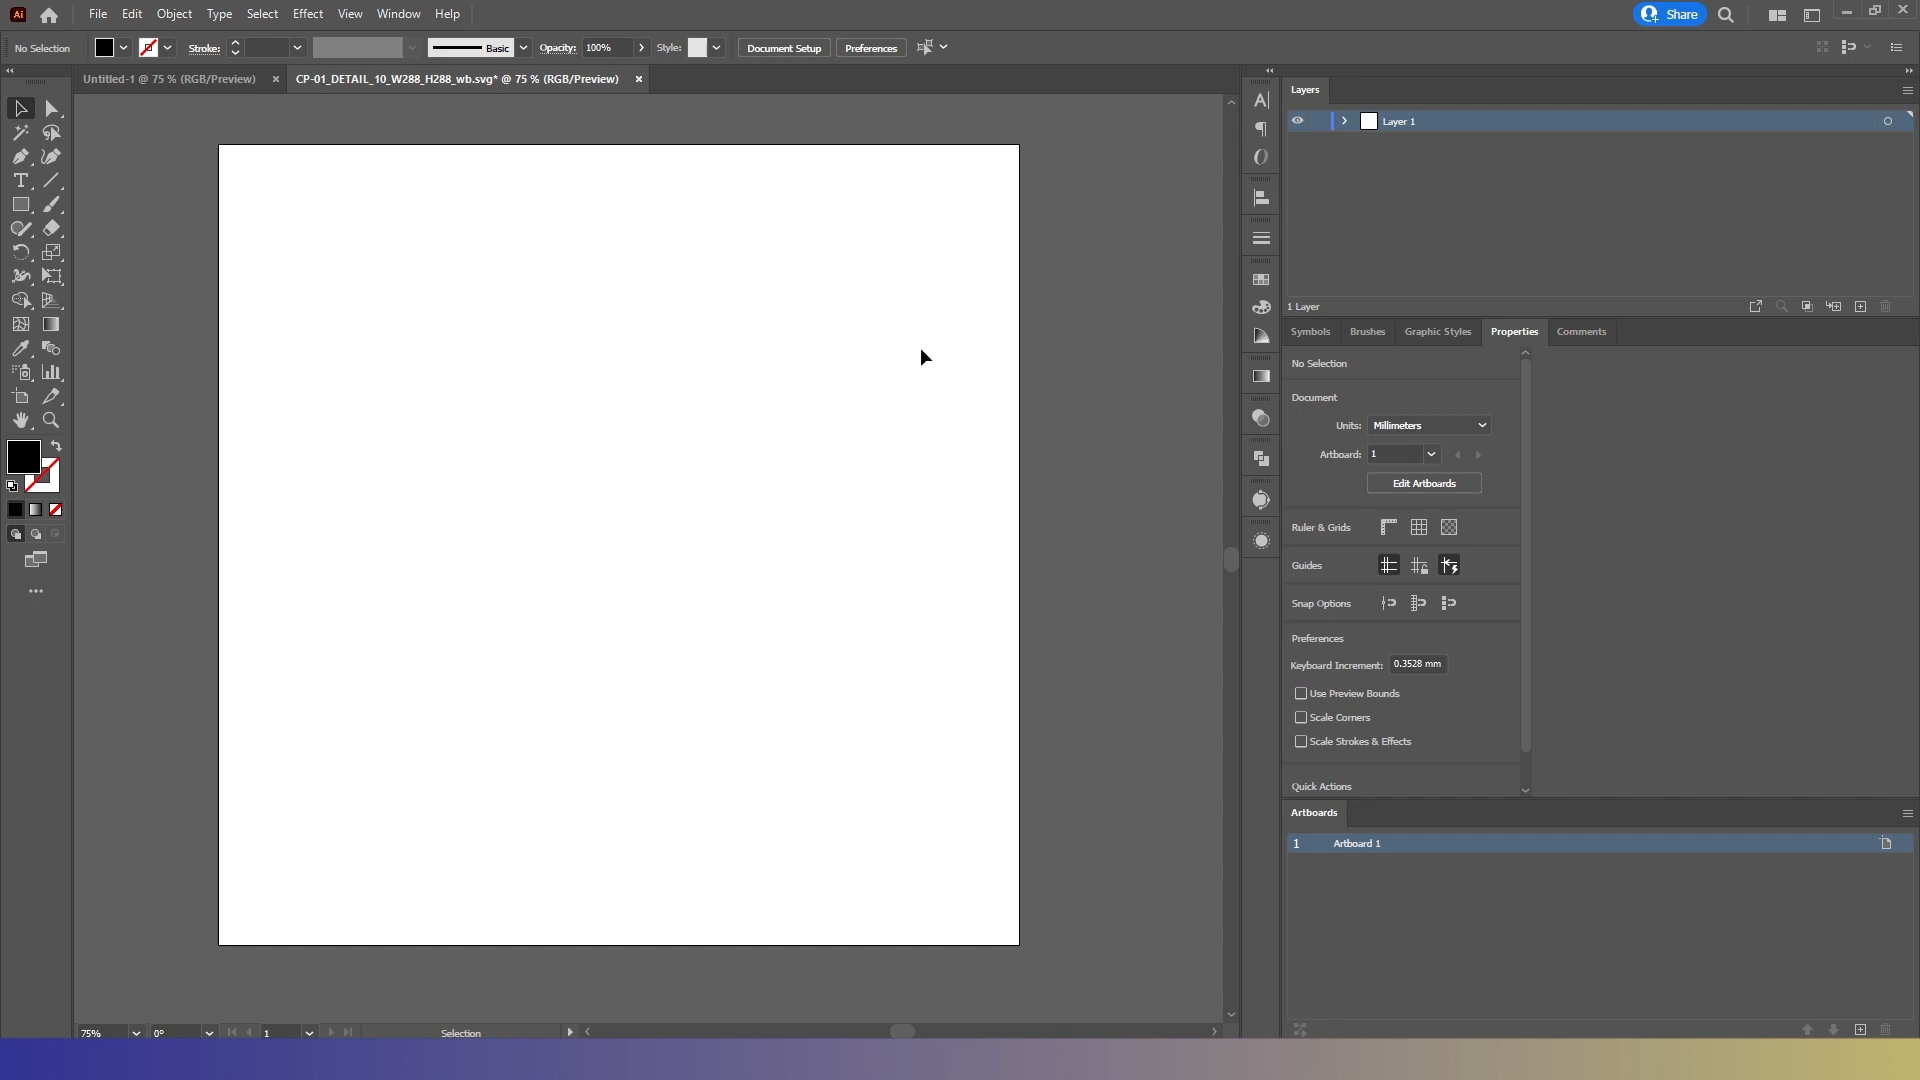 Ai File Edit Object Type Select Effect View Window Help Share
No Selection Stroke: Basic Opacity: 100% Style: Document Setup Preferences
Untitled-1 @ 75 % (RGB/Preview) × CP-01_DETAIL_10_W288_H288_wb.svg* @ 75 % (RGB/Preview) ×
Layers
Layer 1
1 Layer
Symbols Brushes Graphic Styles Properties Comments
No Selection
Document
Units: Millimeters
Artboard: 1
Edit Artboards
Ruler & Grids
Guides
Snap Options
Preferences
Keyboard Increment: 0.3528 mm
Use Preview Bounds
Scale Corners
Scale Strokes & Effects
Quick Actions
Artboards
1 Artboard 1
75% 0° 1 Selection